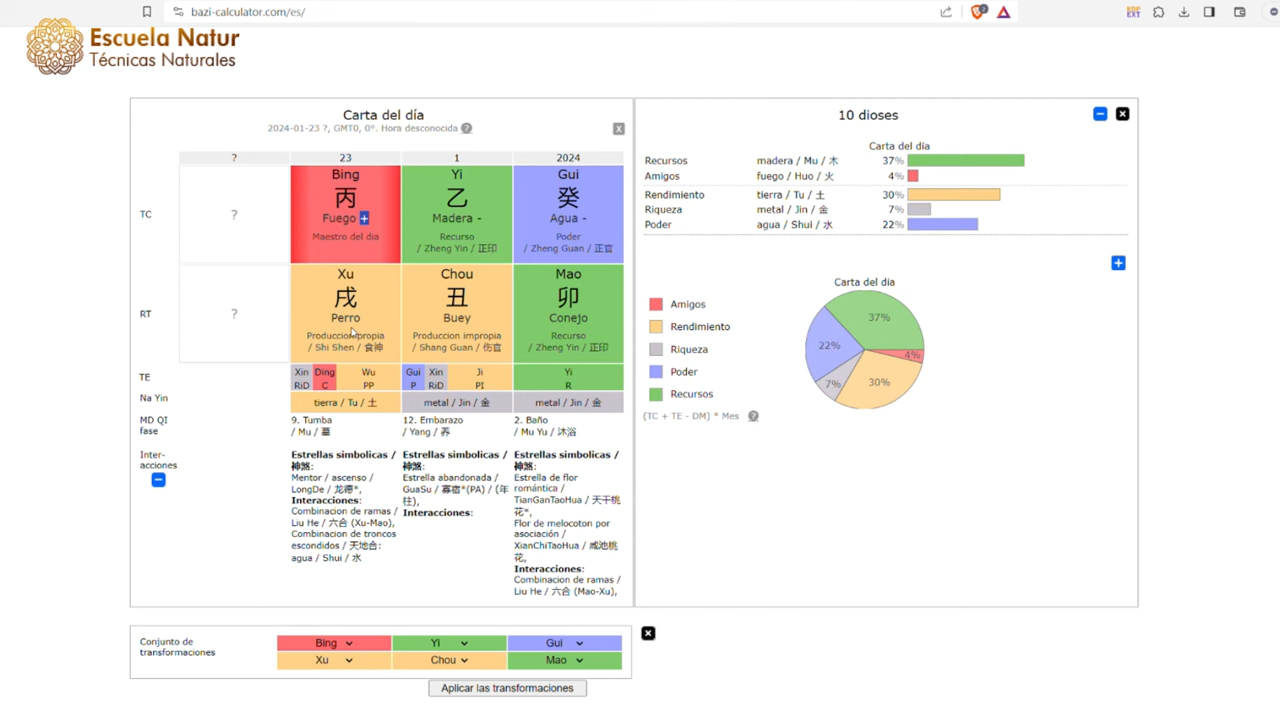 bazi-calculator.com/es/
KDP
EXT
2
Escuela Natur
Técnicas Naturales
Carta del día
2024-01-23 ?, GMT0, 0°. Hora desconocida ?
X
? 23 1 2024
TC
?
Bing
丙
Fuego +
Maestro del dia
Yi
乙
Madera -
Recurso
/ Zheng Yin / 正印
Gui
癸
Agua -
Poder
/ Zheng Guan / 正官
RT
?
Xu
戌
Perro
Produccion impropia
/ Shi Shen / 食神
Chou
丑
Buey
Produccion impropia
/ Shang Guan / 伤官
Mao
卯
Conejo
Recurso
/ Zheng Yin / 正印
TE
Xin Ding Wu
RiD C PP
Gui Xin Ji
P RiD PI
Yi
R
Na Yin
tierra / Tu / 土
metal / Jin / 金
metal / Jin / 金
MD QI
fase
9. Tumba
/ Mu / 墓
12. Embarazo
/ Yang / 养
2. Baño
/ Mu Yu / 沐浴
Inter-
acciones
Estrellas simbolicas /
神煞:
Mentor / ascenso /
LongDe / 龙德*,
Interacciones:
Combinacion de ramas /
Liu He / 六合 (Xu-Mao),
Combinacion de troncos
escondidos / 天地合:
agua / Shui / 水
Estrellas simbolicas /
神煞:
Estrella abandonada /
GuaSu / 寡宿*(PA) / (年
柱),
Interacciones:
Estrellas simbolicas /
神煞:
Estrella de flor
romántica /
TianGanTaoHua / 天干桃
花*,
Flor de melocoton por
asociación /
XianChiTaoHua / 咸池桃
花,
Interacciones:
Combinacion de ramas /
Liu He / 六合 (Mao-Xu),
10 dioses
Carta del día
Recursos madera / Mu / 木 37%
Amigos fuego / Huo / 火 4%
Rendimiento tierra / Tu / 土 30%
Riqueza metal / Jin / 金 7%
Poder agua / Shui / 水 22%
Carta del día
Amigos
Rendimiento
Riqueza
Poder
Recursos
37%
4%
30%
7%
22%
(TC + TE - DM) * Mes ?
Conjunto de
transformaciones
Bing Yi Gui
Xu Chou Mao
Aplicar las transformaciones